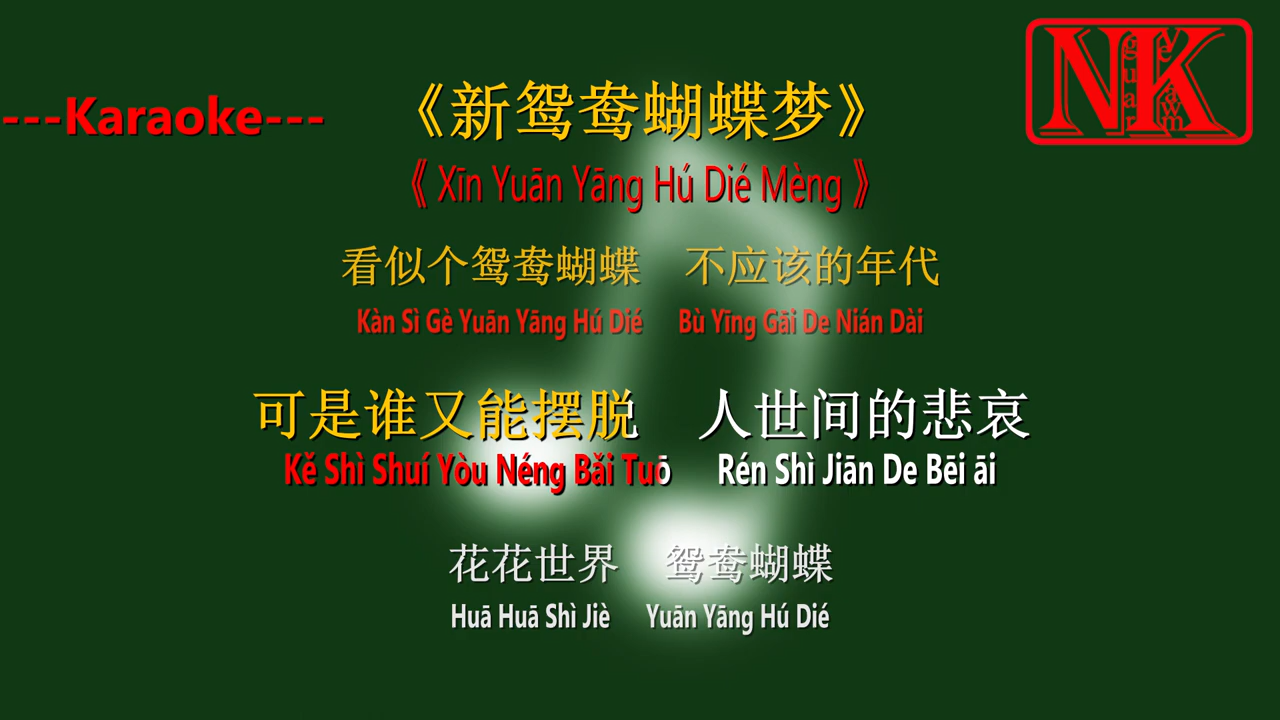 ---Karaoke---
《新鸳鸯蝴蝶梦》
《 Xīn Yuān Yāng Hú Dié Mèng 》
NK
看似个鸳鸯蝴蝶 不应该的年代
Kàn Sì Gè Yuān Yāng Hú Dié Bù Yīng Gāi De Nián Dài
可是谁又能摆脱 人世间的悲哀
Kě Shì Shuí Yòu Néng Bǎi Tuō Rén Shì Jiān De Bēi āi
花花世界 鸳鸯蝴蝶
Huā Huā Shì Jiè Yuān Yāng Hú Dié